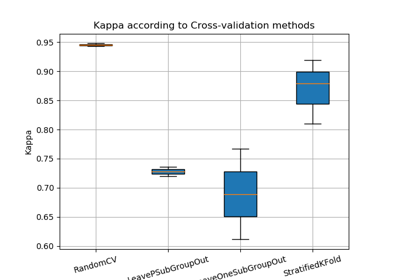 Kappa according to Cross-validation methods
0.95
0.90
0.85
0.80
0.75
0.70
0.65
0.60
Kappa
RandomCV
LeavePSubGroupOut
eaveOneSubGroupOut
StratifiedKFold